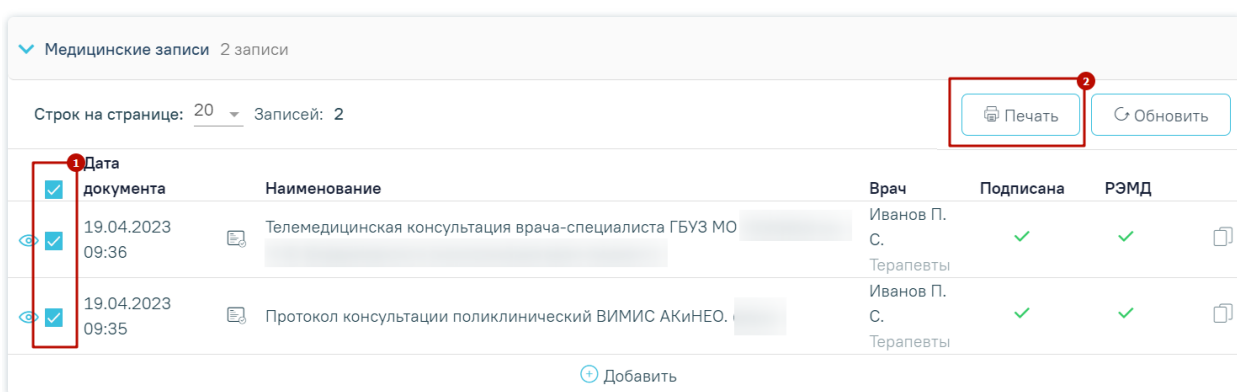 Медицинские записи 2 записи
Строк на странице: 20 Записей: 2
2
Печать
Обновить
1
Дата
документа
Наименование
Врач
Подписана
РЭМД
19.04.2023
09:36
Телемедицинская консультация врача-специалиста ГБУЗ МО
Иванов П.
С.
Терапевты
19.04.2023
09:35
Протокол консультации поликлинический ВИМИС АКиНЕО.
Иванов П.
С.
Терапевты
Добавить